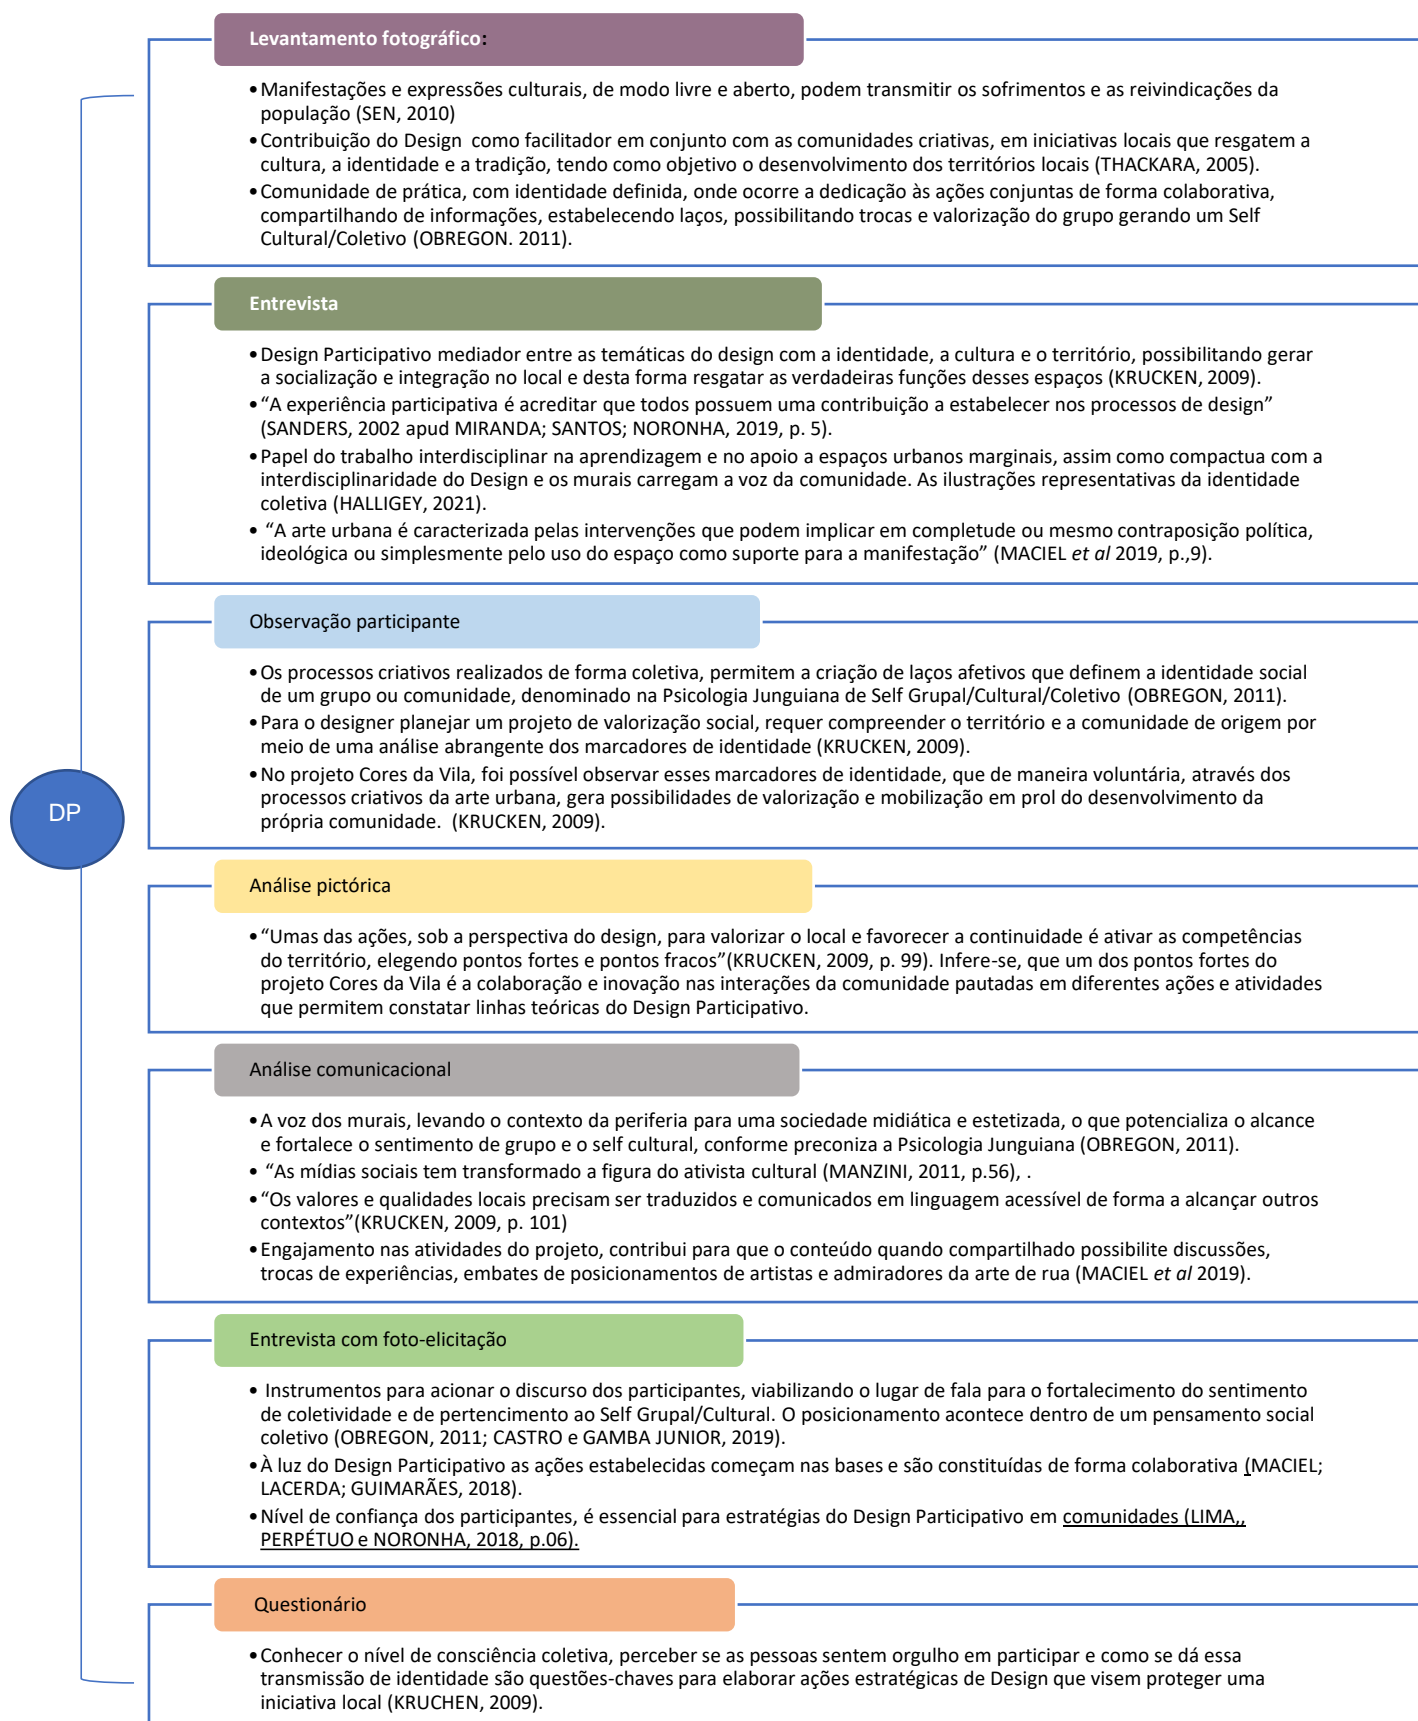 Levantamento fotográfico:
•Manifestações e expressões culturais, de modo livre e aberto, podem transmitir os sofrimentos e as reivindicações da
população (SEN, 2010)
•Contribuição do Design como facilitador em conjunto com as comunidades criativas, em iniciativas locais que resgatem a
cultura, a identidade e a tradição, tendo como objetivo o desenvolvimento dos territórios locais (THACKARA, 2005).
•Comunidade de prática, com identidade definida, onde ocorre a dedicação às ações conjuntas de forma colaborativa,
compartilhando de informações, estabelecendo laços, possibilitando trocas e valorização do grupo gerando um Self
Cultural/Coletivo (OBREGON. 2011).
Entrevista
•Design Participativo mediador entre as temáticas do design com a identidade, a cultura e o território, possibilitando gerar
a socialização e integração no local e desta forma resgatar as verdadeiras funções desses espaços (KRUCKEN, 2009).
•“A experiência participativa é acreditar que todos possuem uma contribuição a estabelecer nos processos de design”
(SANDERS, 2002 apud MIRANDA; SANTOS; NORONHA, 2019, p. 5).
•Papel do trabalho interdisciplinar na aprendizagem e no apoio a espaços urbanos marginais, assim como compactua com a
interdisciplinaridade do Design e os murais carregam a voz da comunidade. As ilustrações representativas da identidade
coletiva (HALLIGEY, 2021).
• “A arte urbana é caracterizada pelas intervenções que podem implicar em completude ou mesmo contraposição política,
ideológica ou simplesmente pelo uso do espaço como suporte para a manifestação” (MACIEL et al 2019, p.,9).
Observação participante
•Os processos criativos realizados de forma coletiva, permitem a criação de laços afetivos que definem a identidade social
de um grupo ou comunidade, denominado na Psicologia Junguiana de Self Grupal/Cultural/Coletivo (OBREGON, 2011).
•Para o designer planejar um projeto de valorização social, requer compreender o território e a comunidade de origem por
meio de uma análise abrangente dos marcadores de identidade (KRUCKEN, 2009).
•No projeto Cores da Vila, foi possível observar esses marcadores de identidade, que de maneira voluntária, através dos
processos criativos da arte urbana, gera possibilidades de valorização e mobilização em prol do desenvolvimento da
própria comunidade. (KRUCKEN, 2009).
DP
Análise pictórica
•“Umas das ações, sob a perspectiva do design, para valorizar o local e favorecer a continuidade é ativar as competências
do território, elegendo pontos fortes e pontos fracos”(KRUCKEN, 2009, p. 99). Infere-se, que um dos pontos fortes do
projeto Cores da Vila é a colaboração e inovação nas interações da comunidade pautadas em diferentes ações e atividades
que permitem constatar linhas teóricas do Design Participativo.
Análise comunicacional
•A voz dos murais, levando o contexto da periferia para uma sociedade midiática e estetizada, o que potencializa o alcance
e fortalece o sentimento de grupo e o self cultural, conforme preconiza a Psicologia Junguiana (OBREGON, 2011).
• “As mídias sociais tem transformado a figura do ativista cultural (MANZINI, 2011, p.56), .
•“Os valores e qualidades locais precisam ser traduzidos e comunicados em linguagem acessível de forma a alcançar outros
contextos”(KRUCKEN, 2009, p. 101)
•Engajamento nas atividades do projeto, contribui para que o conteúdo quando compartilhado possibilite discussões,
trocas de experiências, embates de posicionamentos de artistas e admiradores da arte de rua (MACIEL et al 2019).
Entrevista com foto-elicitação
• Instrumentos para acionar o discurso dos participantes, viabilizando o lugar de fala para o fortalecimento do sentimento
de coletividade e de pertencimento ao Self Grupal/Cultural. O posicionamento acontece dentro de um pensamento social
coletivo (OBREGON, 2011; CASTRO e GAMBA JUNIOR, 2019).
•À luz do Design Participativo as ações estabelecidas começam nas bases e são constituídas de forma colaborativa (MACIEL;
LACERDA; GUIMARÃES, 2018).
•Nível de confiança dos participantes, é essencial para estratégias do Design Participativo em comunidades (LIMA,,
PERPÉTUO e NORONHA, 2018, p.06).
Questionário
•Conhecer o nível de consciência coletiva, perceber se as pessoas sentem orgulho em participar e como se dá essa
transmissão de identidade são questões-chaves para elaborar ações estratégicas de Design que visem proteger uma
iniciativa local (KRUCHEN, 2009).